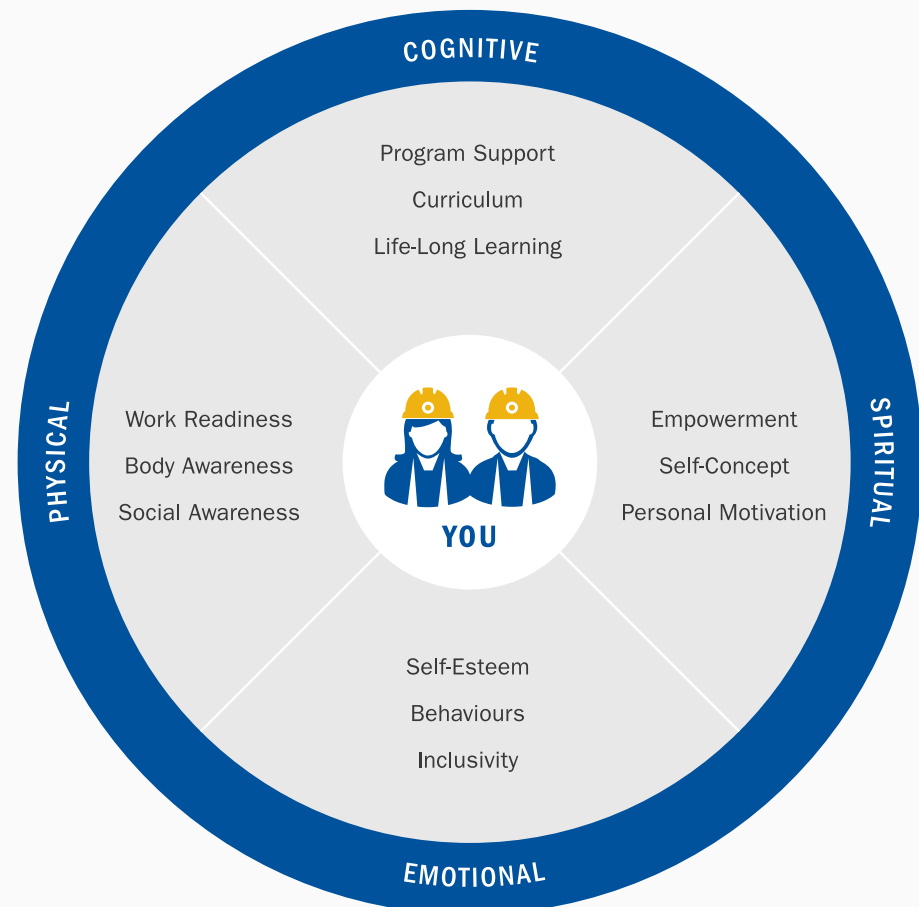 COGNITIVE
Program Support
Curriculum
Life-Long Learning
PHYSICAL
Work Readiness
Body Awareness
Social Awareness
YOU
Empowerment
Self-Concept
Personal Motivation
SPIRITUAL
Self-Esteem
Behaviours
Inclusivity
EMOTIONAL